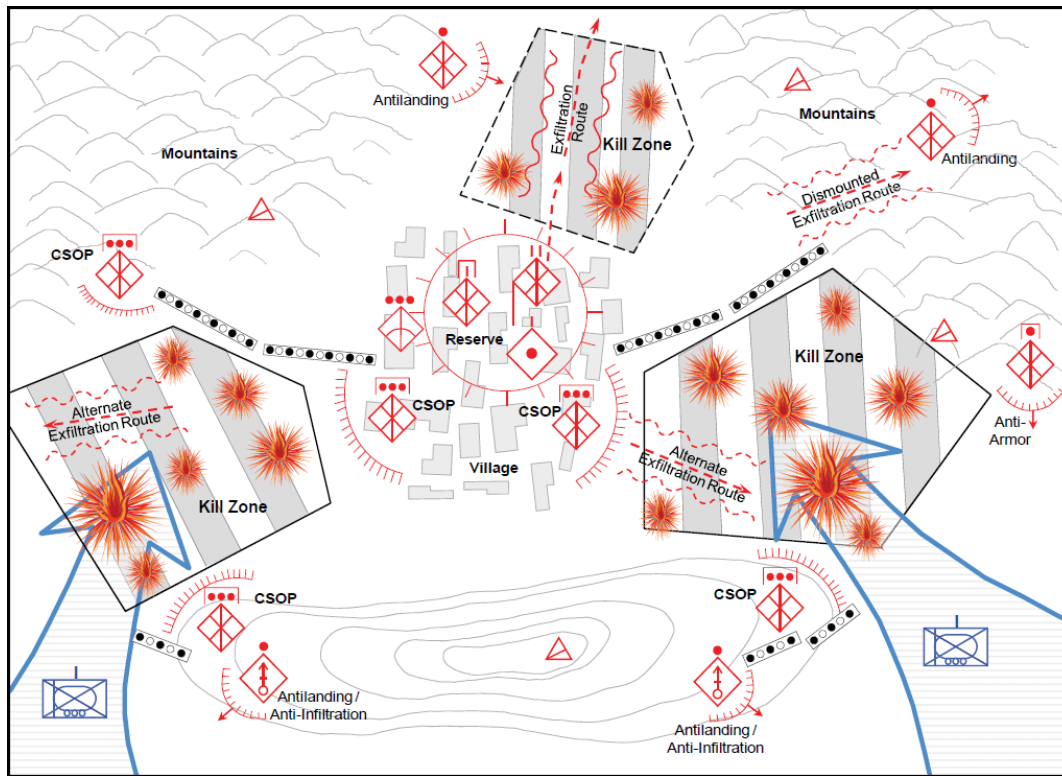 Antilanding
Mountains
Exfiltration
Route
Kill Zone
Mountains
Antilanding
Dismounted
Exfiltration Route
CSOP
Reserve
Kill Zone
Alternate
Exfiltration Route
CSOP
CSOP
Anti-
Armor
Village
Alternate
Exfiltration Route
Kill Zone
CSOP
CSOP
Antilanding /
Anti-Infiltration
Antilanding /
Anti-Infiltration